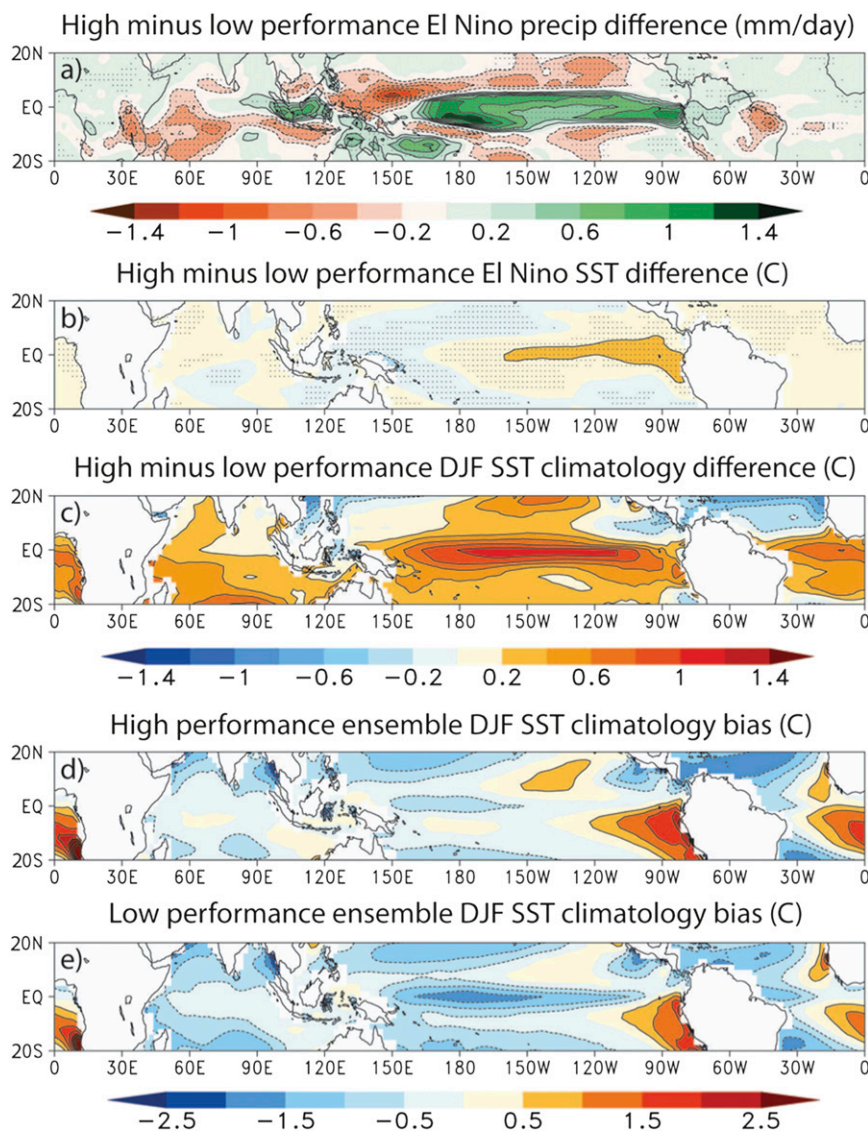 High minus low performance El Nino precip difference (mm/day)
20N
a)
EQ
20S
0 30E 60E 90E 120E 150E 180 150W 120W 90W 60W 30W 0
−1.4 −1 −0.6 −0.2 0.2 0.6 1 1.4
High minus low performance El Nino SST difference (C)
20N
b)
EQ
20S
0 30E 60E 90E 120E 150E 180 150W 120W 90W 60W 30W 0
High minus low performance DJF SST climatology difference (C)
20N
c)
EQ
20S
0 30E 60E 90E 120E 150E 180 150W 120W 90W 60W 30W 0
−1.4 −1 −0.6 −0.2 0.2 0.6 1 1.4
High performance ensemble DJF SST climatology bias (C)
20N
d)
EQ
20S
0 30E 60E 90E 120E 150E 180 150W 120W 90W 60W 30W 0
Low performance ensemble DJF SST climatology bias (C)
20N
e)
EQ
20S
0 30E 60E 90E 120E 150E 180 150W 120W 90W 60W 30W 0
−2.5 −1.5 −0.5 0.5 1.5 2.5